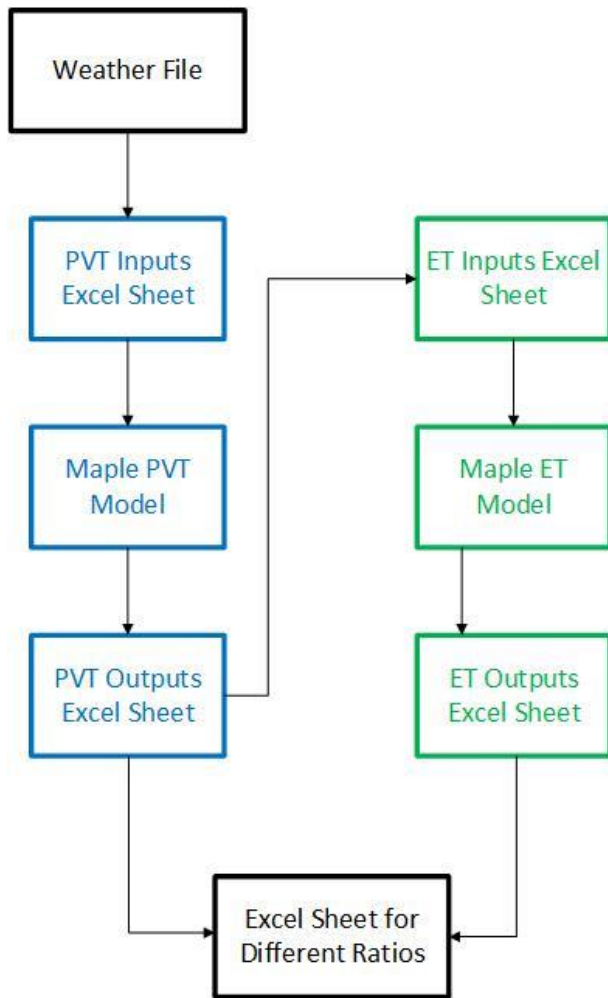 Weather File
PVT Inputs
Excel Sheet
ET Inputs Excel
Sheet
Maple PVT
Model
Maple ET
Model
PVT Outputs
Excel Sheet
ET Outputs
Excel Sheet
Excel Sheet for
Different Ratios